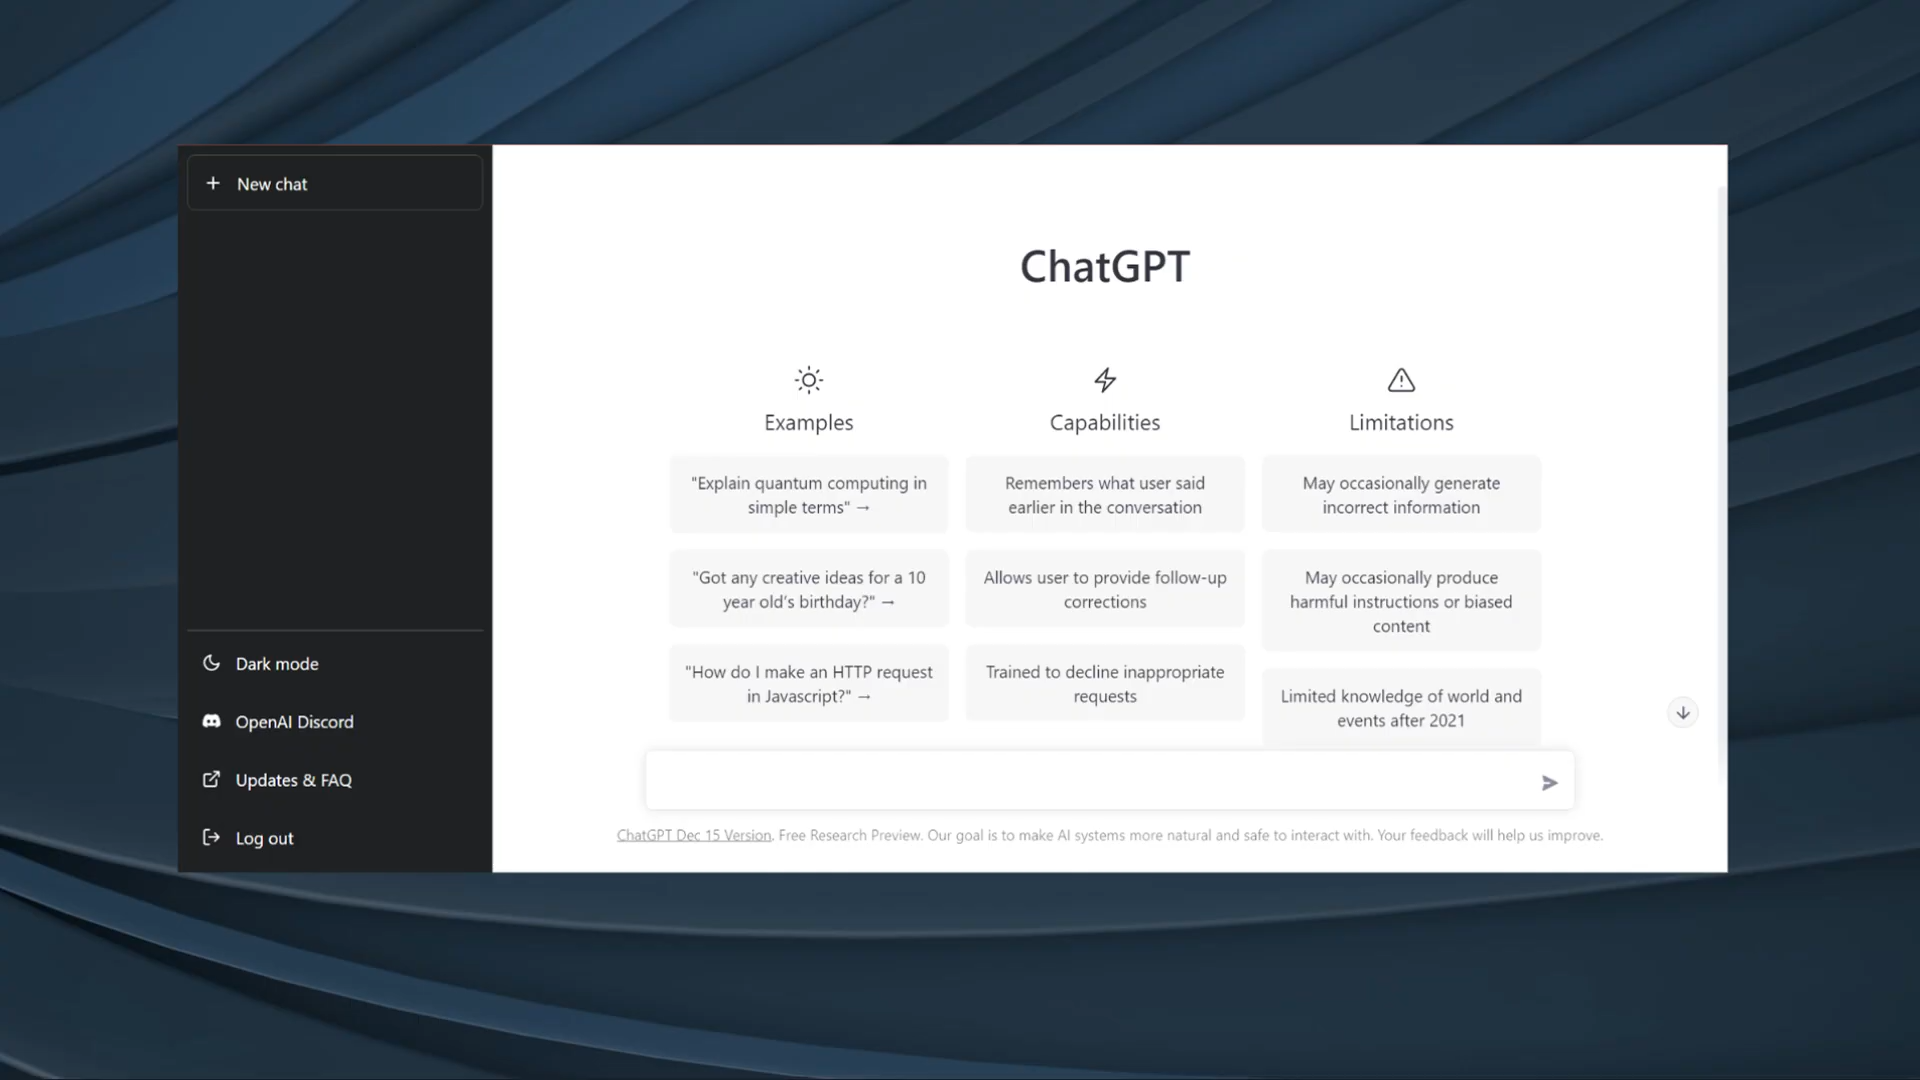 New chat
ChatGPT
Examples
"Explain quantum computing in
simple terms" →
"Got any creative ideas for a 10
year old's birthday?" →
"How do I make an HTTP request
in Javascript?" →
Capabilities
Remembers what user said
earlier in the conversation
Allows user to provide follow-up
corrections
Trained to decline inappropriate
requests
Limitations
May occasionally generate
incorrect information
May occasionally produce
harmful instructions or biased
content
Limited knowledge of world and
events after 2021
Dark mode
OpenAI Discord
Updates & FAQ
Log out
ChatGPT Dec 15 Version. Free Research Preview. Our goal is to make AI systems more natural and safe to interact with. Your feedback will help us improve.